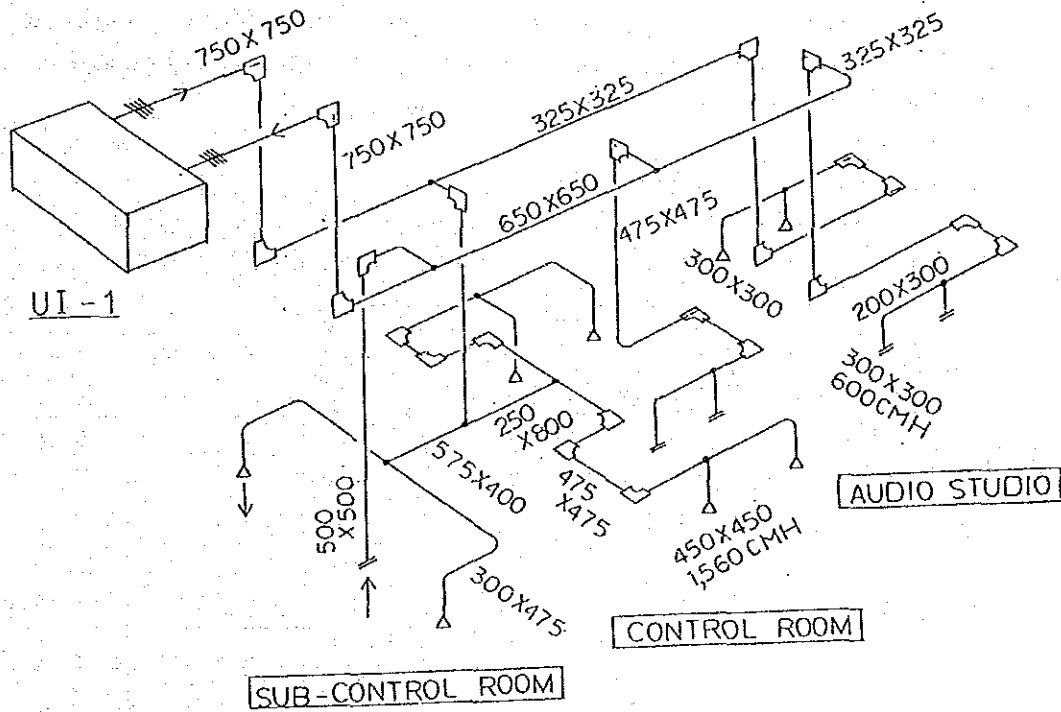 750X750
325X325
325X325
750X750
650X650
475X475
UI-1
300X300
200X300
300X300
600CMH
250
X800
575X400
475
X475
500
X500
AUDIO STUDIO
450X450
1,560CMH
300X475
CONTROL ROOM
SUB-CONTROL ROOM